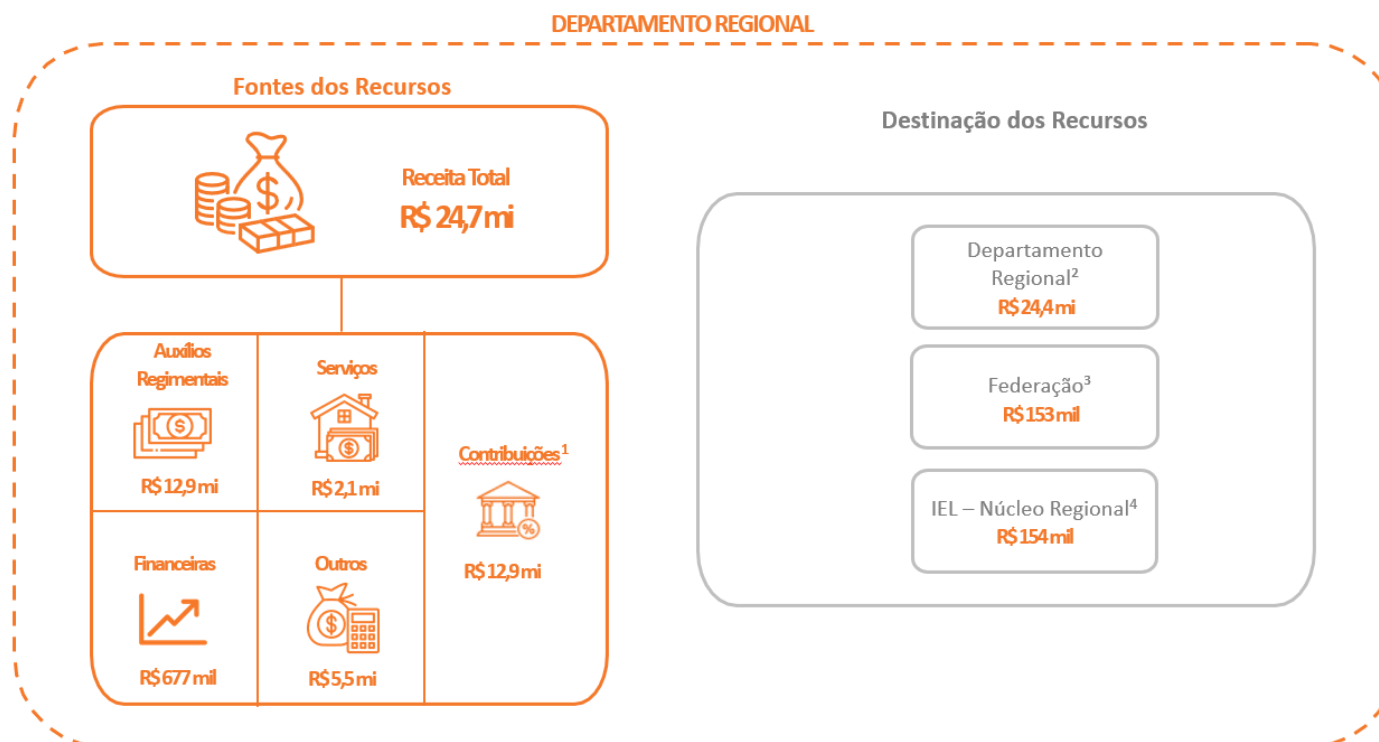 DEPARTAMENTO REGIONAL
Fontes dos Recursos
Receita Total
R$ 24,7 mi
Auxílios
Regimentais
R$ 12,9 mi
Serviços
R$ 2,1 mi
Contribuições¹
R$ 12,9 mi
Financeiras
R$ 677 mil
Outros
R$ 5,5 mi
Destinação dos Recursos
Departamento
Regional²
R$ 24,4 mi
Federação³
R$ 153 mil
IEL – Núcleo Regional⁴
R$ 154 mil